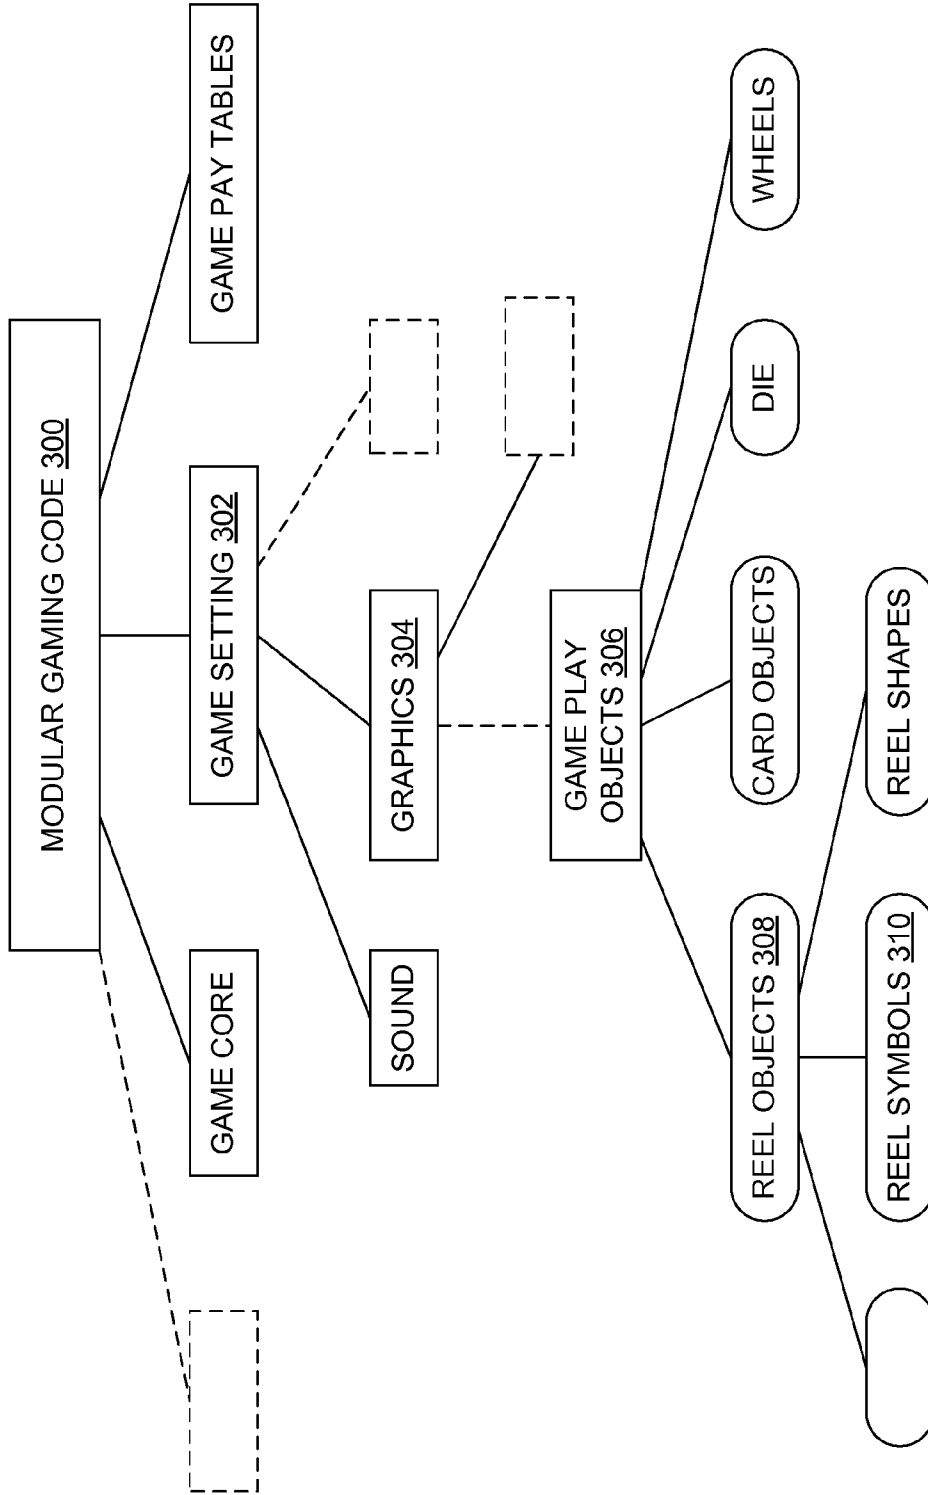 MODULAR GAMING CODE 300
GAME CORE
GAME SETTING 302
GAME PAY TABLES
SOUND
GRAPHICS 304
GAME PLAY
OBJECTS 306
REEL OBJECTS 308
CARD OBJECTS
DIE
WHEELS
REEL SYMBOLS 310
REEL SHAPES